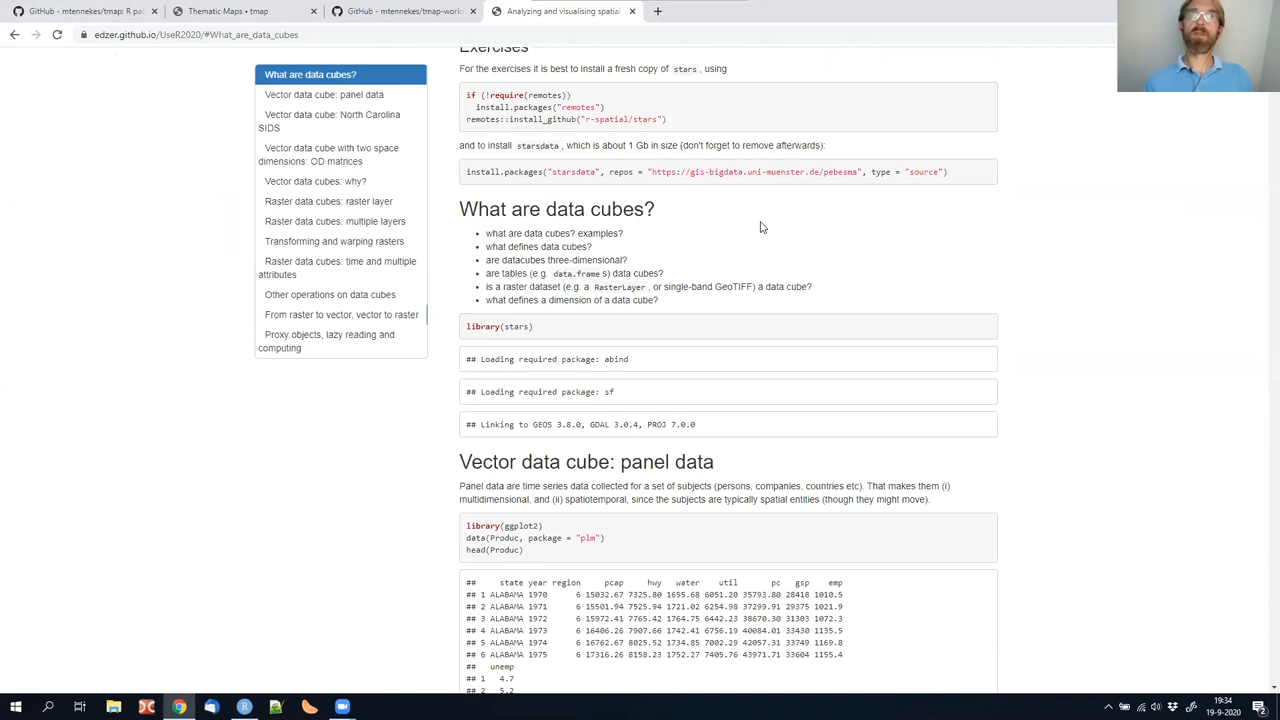 GitHub - mtennekes/tmap: R pa
Thematic Maps • tmap
GitHub - mtennekes/tmap-works
Analyzing and visualising spatial
edzer.github.io/UseR2020/#What_are_data_cubes
What are data cubes?
Vector data cube: panel data
Vector data cube: North Carolina
SIDS
Vector data cube with two space
dimensions: OD matrices
Vector data cubes: why?
Raster data cubes: raster layer
Raster data cubes: multiple layers
Transforming and warping rasters
Raster data cubes: time and multiple
attributes
Other operations on data cubes
From raster to vector, vector to raster
Proxy objects, lazy reading and
computing
Exercises
For the exercises it is best to install a fresh copy of stars, using
if (!require(remotes))
install.packages("remotes")
remotes::install_github("r-spatial/stars")
and to install starsdata, which is about 1 Gb in size (don't forget to remove afterwards):
install.packages("starsdata", repos = "https://gis-bigdata.uni-muenster.de/pebesma", type = "source")
What are data cubes?
• what are data cubes? examples?
• what defines data cubes?
• are datacubes three-dimensional?
• are tables (e.g. data.frame s) data cubes?
• is a raster dataset (e.g. a RasterLayer, or single-band GeoTIFF) a data cube?
• what defines a dimension of a data cube?
library(stars)
## Loading required package: abind
## Loading required package: sf
## Linking to GEOS 3.8.0, GDAL 3.0.4, PROJ 7.0.0
Vector data cube: panel data
Panel data are time series data collected for a set of subjects (persons, companies, countries etc). That makes them (i)
multidimensional, and (ii) spatiotemporal, since the subjects are typically spatial entities (though they might move).
library(ggplot2)
data(Produc, package = "plm")
head(Produc)
## state year region pcap hwy water util pc gsp emp
## 1 ALABAMA 1970 6 15032.67 7325.80 1655.68 6051.20 35793.80 28418 1010.5
## 2 ALABAMA 1971 6 15501.94 7525.94 1721.02 6254.98 37299.91 29375 1021.9
## 3 ALABAMA 1972 6 15972.41 7765.42 1764.75 6442.23 38670.30 31303 1072.3
## 4 ALABAMA 1973 6 16406.26 7907.66 1742.41 6756.19 40084.01 33430 1135.5
## 5 ALABAMA 1974 6 16762.67 8025.52 1734.85 7002.29 42057.31 33749 1169.8
## 6 ALABAMA 1975 6 17316.26 8158.23 1752.27 7405.76 43971.71 33604 1155.4
## unemp
## 1 4.7
## 2 5.2
19:34
19-9-2020